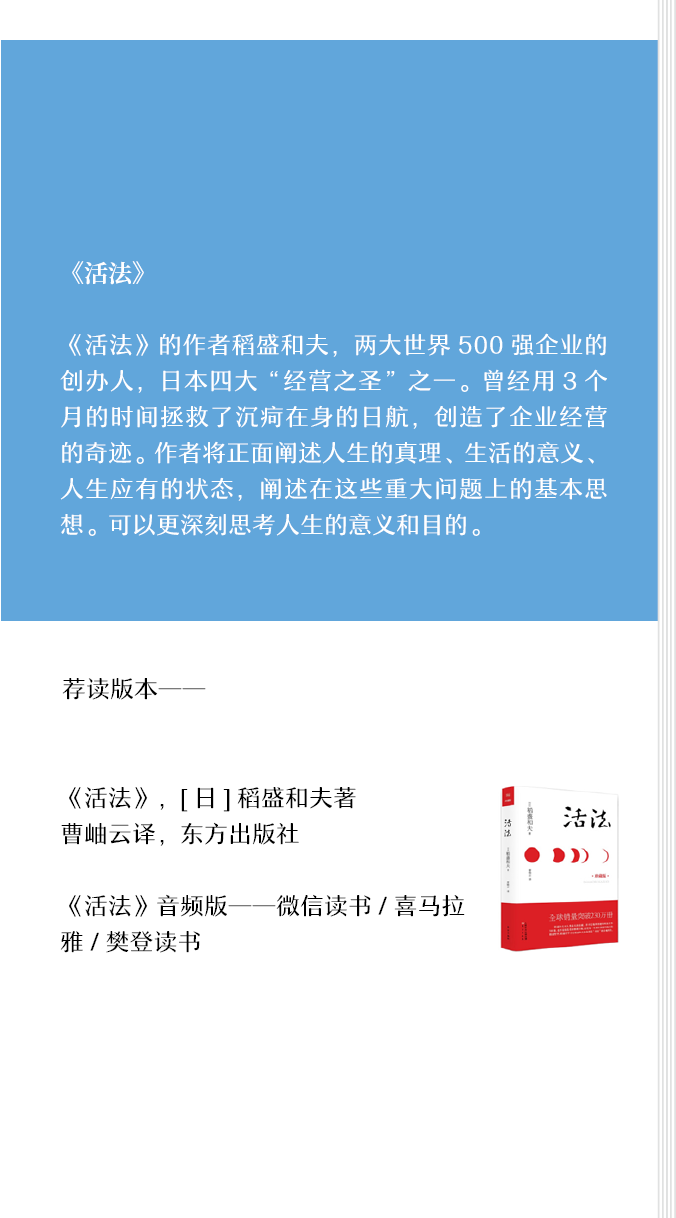 《活法》
《活法》的作者稻盛和夫，两大世界 500 强企业的
创办人，日本四大“经营之圣”之一。曾经用 3 个
月的时间拯救了沉疴在身的日航，创造了企业经营
的奇迹。作者将正面阐述人生的真理、生活的意义、
人生应有的状态，阐述在这些重大问题上的基本思
想。可以更深刻思考人生的意义和目的。
荐读版本——
《活法》，[ 日 ] 稻盛和夫著
曹岫云译，东方出版社
《活法》音频版——微信读书 / 喜马拉
雅 / 樊登读书
活法
稻盛和夫
活法
全球销量突破230万册